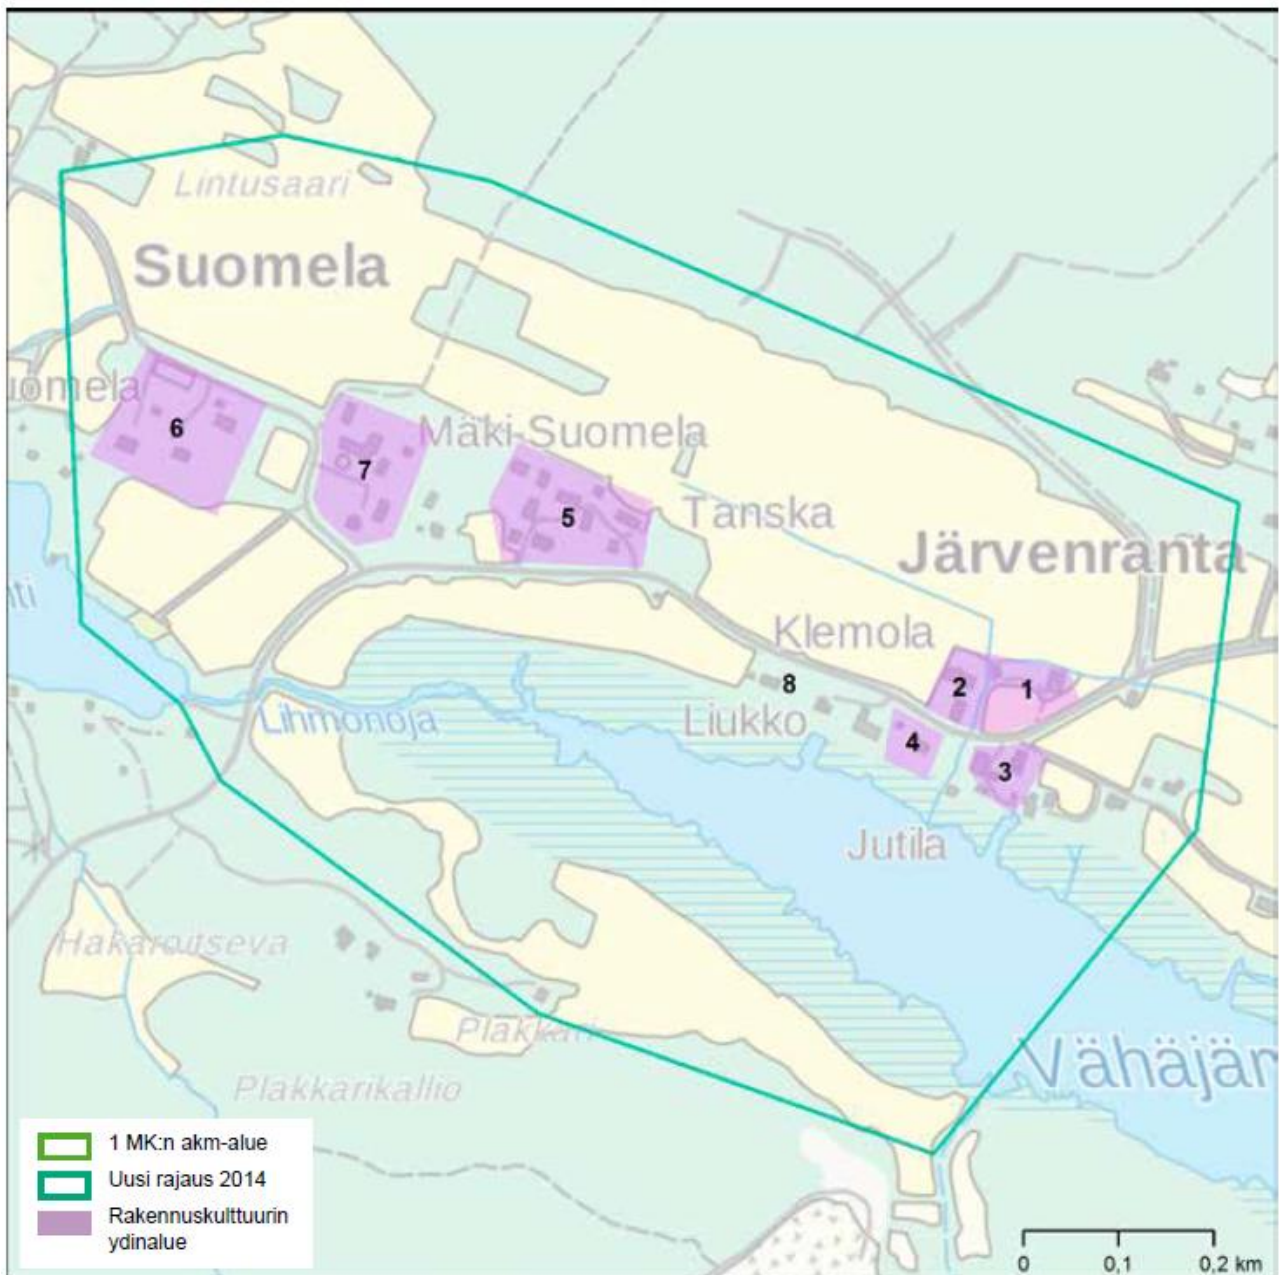 Lintusaari
Suomela
uomela
6
7
Mäki-Suomela
5
Tanska
Järvenranta
Klemola
8
2
1
Liukko
4
3
Lihmonoja
Jutila
Hakaroitseva
Plakkari
Vähäjär
Plakkarikallio
1 MK:n akm-alue
Uusi rajaus 2014
Rakennuskulttuurin
ydinalue
0 0,1 0,2 km